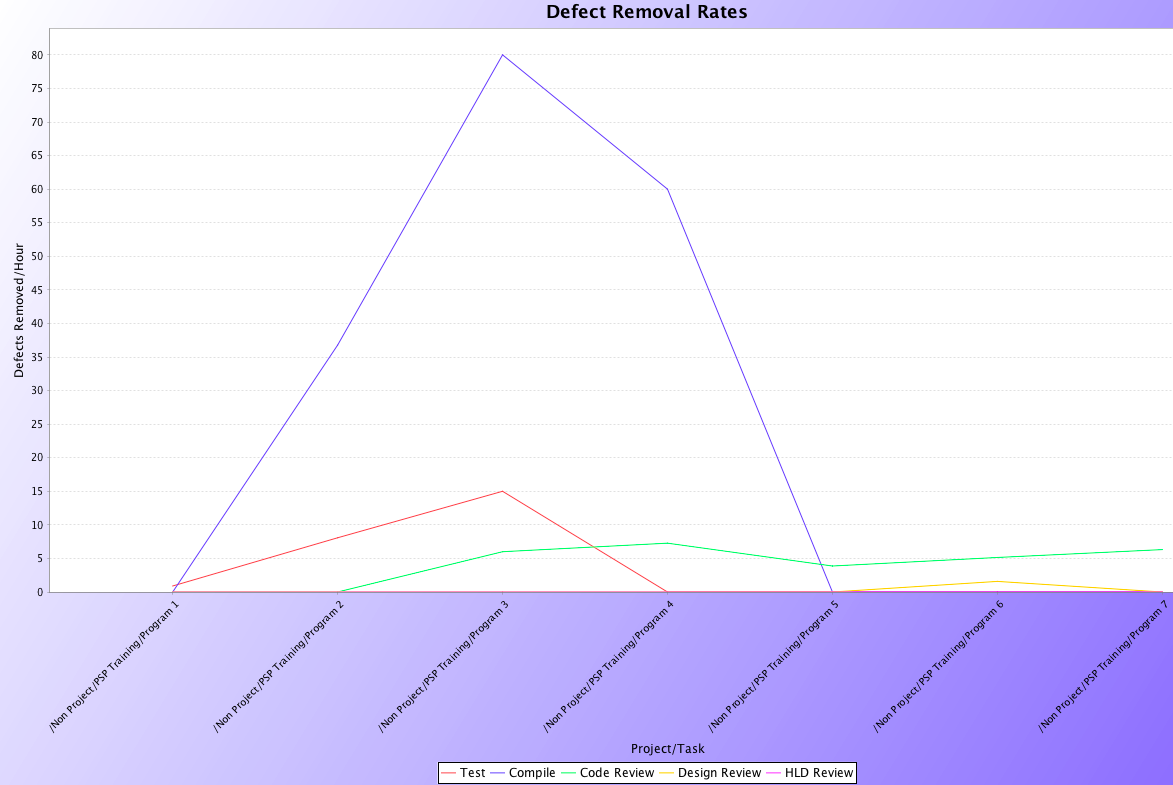 Defect Removal Rates
Defects Removed/Hour
80
75
70
65
60
55
50
45
40
35
30
25
20
15
10
5
0
/Non Project/PSP Training/Program 1
/Non Project/PSP Training/Program 2
/Non Project/PSP Training/Program 3
/Non Project/PSP Training/Program 4
/Non Project/PSP Training/Program 5
/Non Project/PSP Training/Program 6
/Non Project/PSP Training/Program 7
Project/Task
Test Compile Code Review Design Review HLD Review